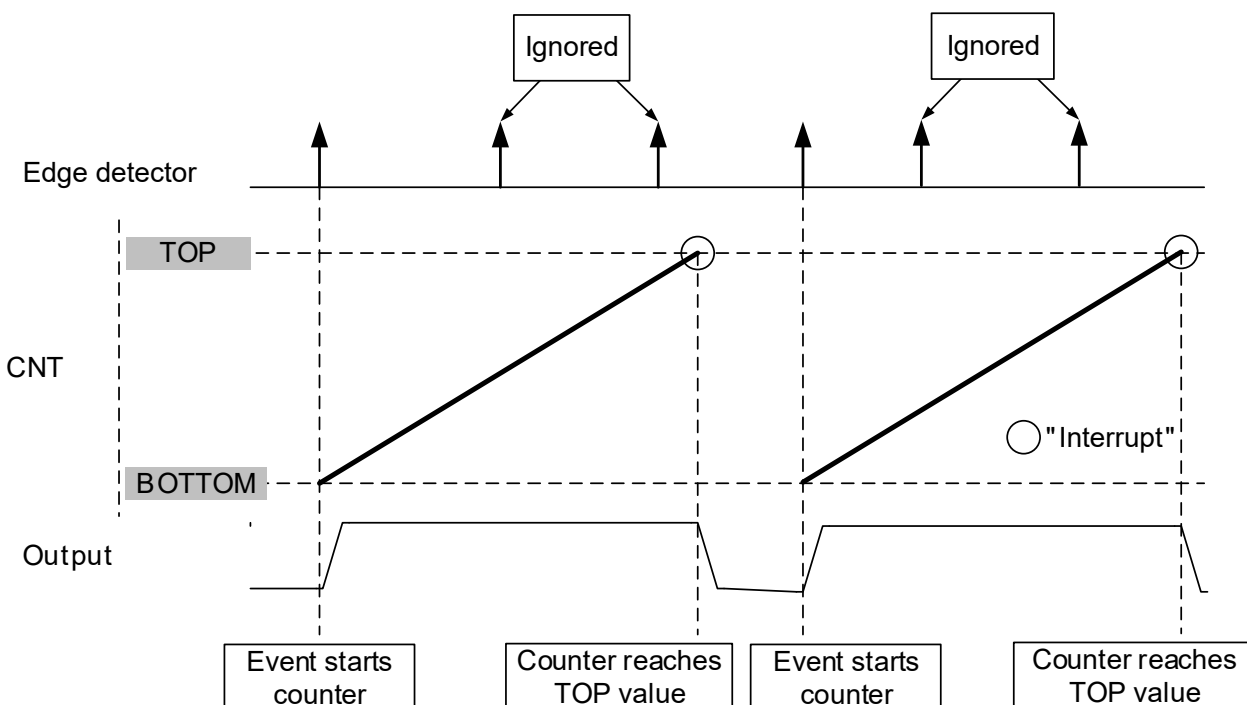 Ignored
Ignored
Edge detector
TOP
CNT
"Interrupt"
BOTTOM
Output
Event starts
counter
Counter reaches
TOP value
Event starts
counter
Counter reaches
TOP value